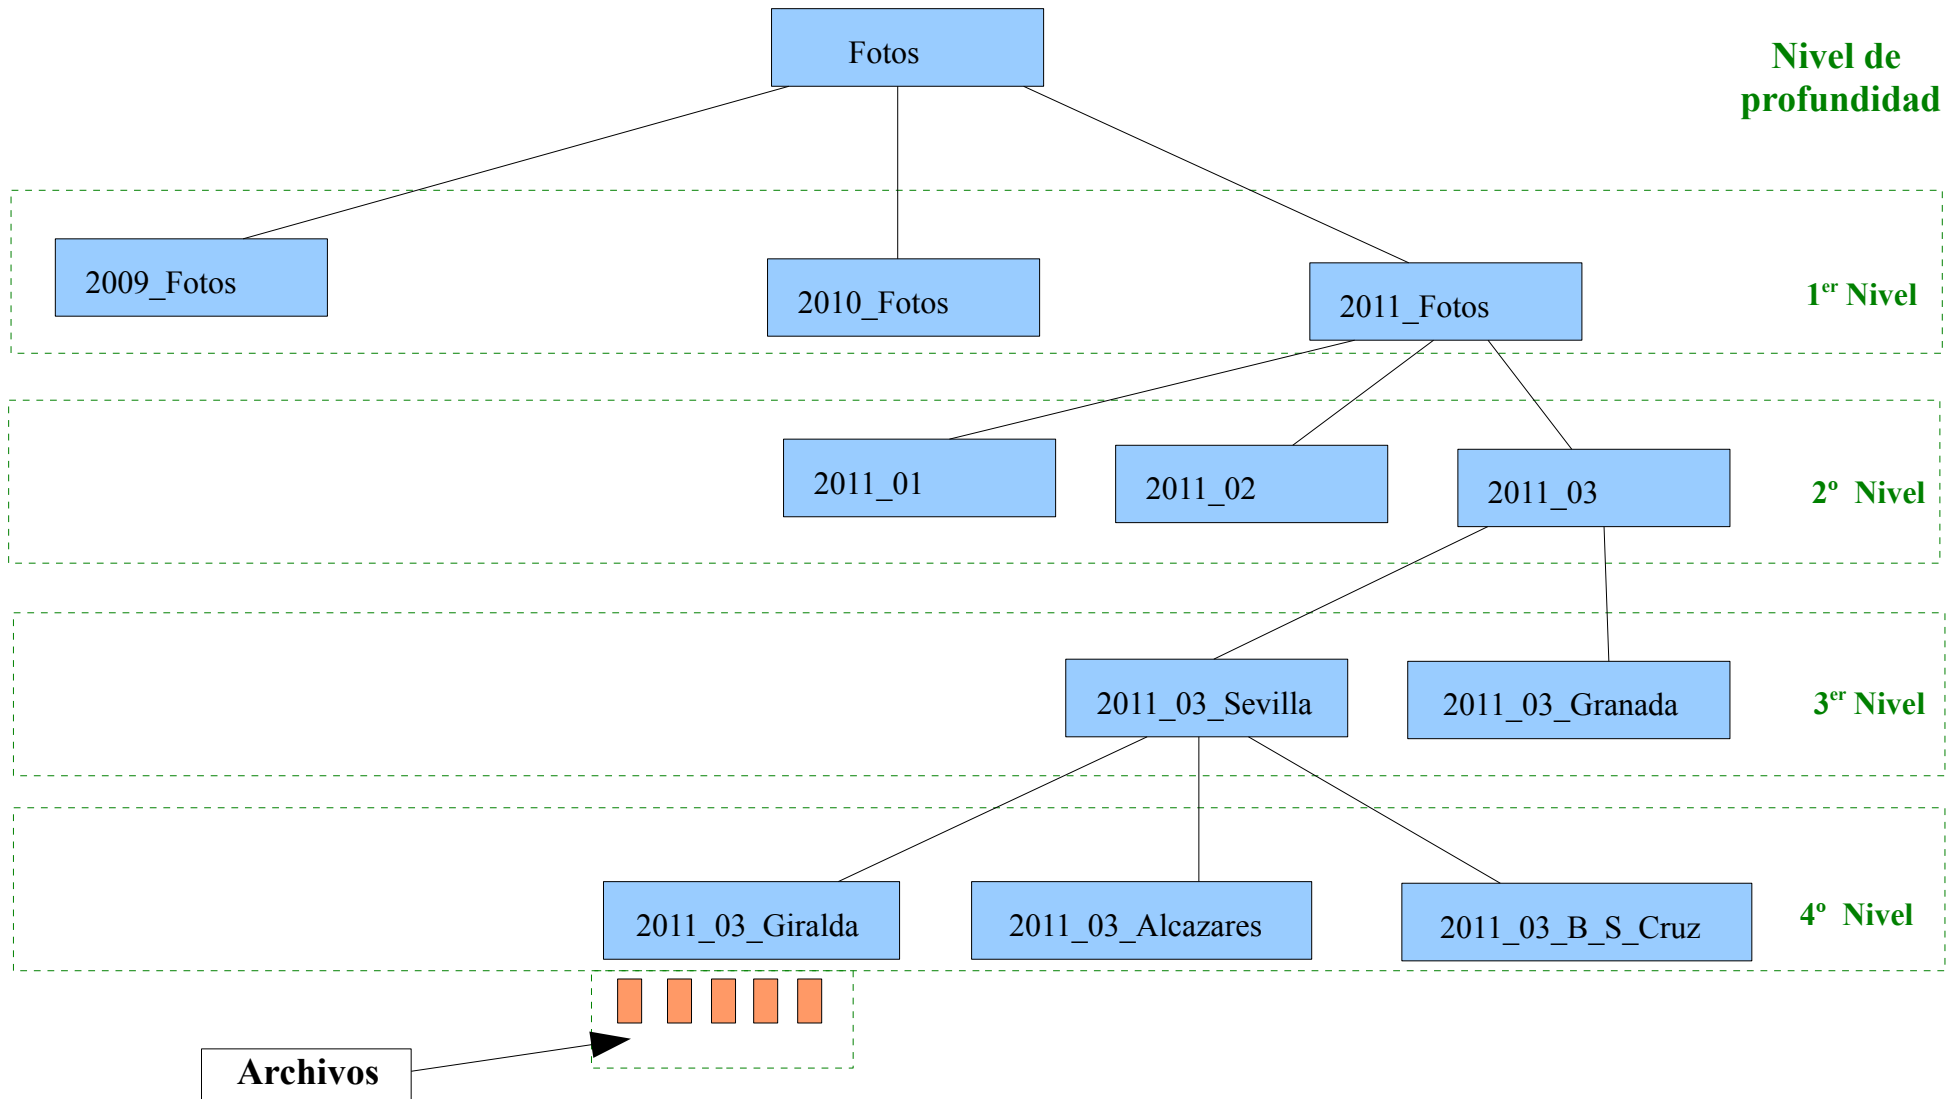 Fotos
Nivel de
profundidad
2009_Fotos
2010_Fotos
2011_Fotos
1er Nivel
2011_01
2011_02
2011_03
2º Nivel
2011_03_Sevilla
2011_03_Granada
3er Nivel
2011_03_Giralda
2011_03_Alcazares
2011_03_B_S_Cruz
4º Nivel
Archivos